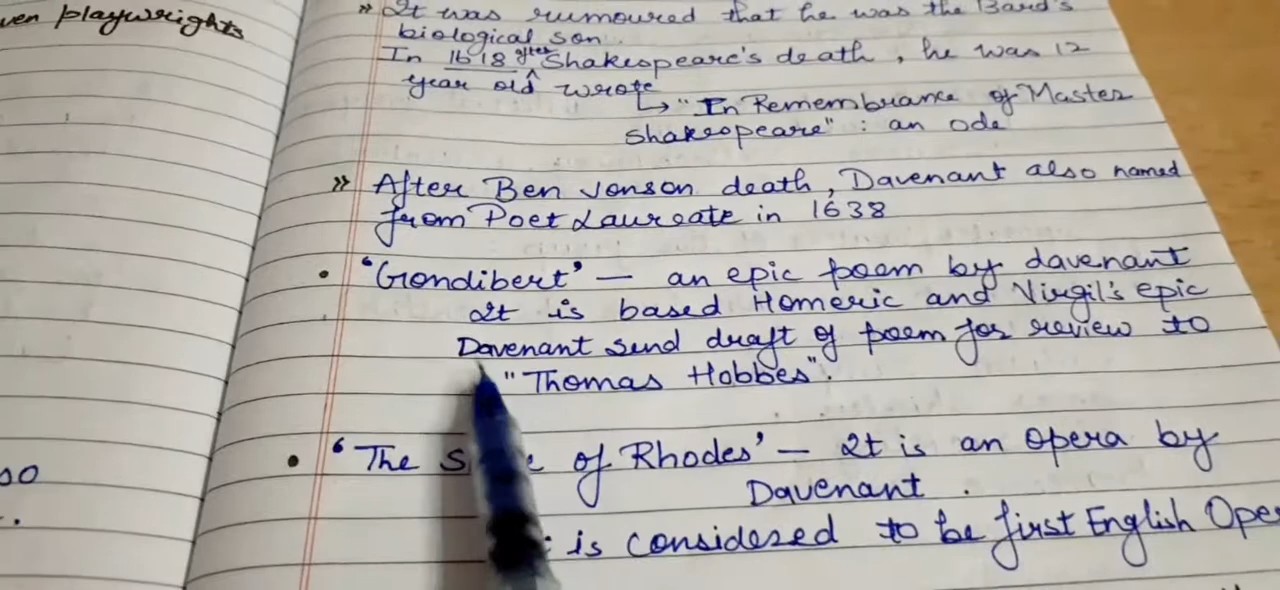 ven playwrights
» It was rumoured that he was the Bard's
biological son.
In 1618 after Shakespeare's death, he was 12
year old ^ wrote
↳ "In Remembrance of Master
Shakespeare" : an ode
» After Ben Jonson death, Davenant also named
from Poet Laureate in 1638
• 'Gondibert' — an epic poem by davenant
It is based Homeric and Virgil's epic
Davenant send draft of poem for review to
"Thomas Hobbes".
• 'The of Rhodes' — It is an opera by
Davenant .
is considered to be first English Ope
00